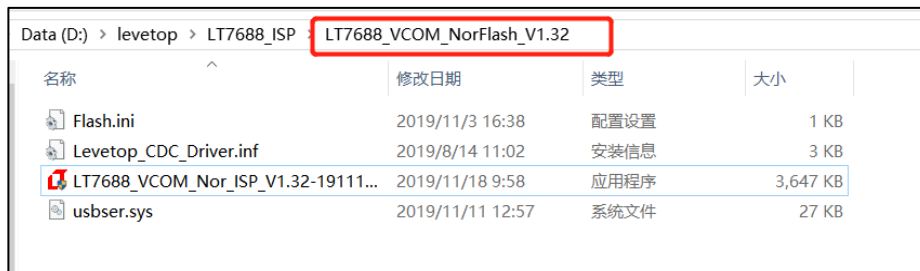 Data (D:) > levetop > LT7688_ISP > LT7688_VCOM_NorFlash_V1.32
名称 修改日期 类型 大小
Flash.ini 2019/11/3 16:38 配置设置 1 KB
Levetop_CDC_Driver.inf 2019/8/14 11:02 安装信息 3 KB
LT7688_VCOM_Nor_ISP_V1.32-19111... 2019/11/18 9:58 应用程序 3,647 KB
usbser.sys 2019/11/11 12:57 系统文件 27 KB